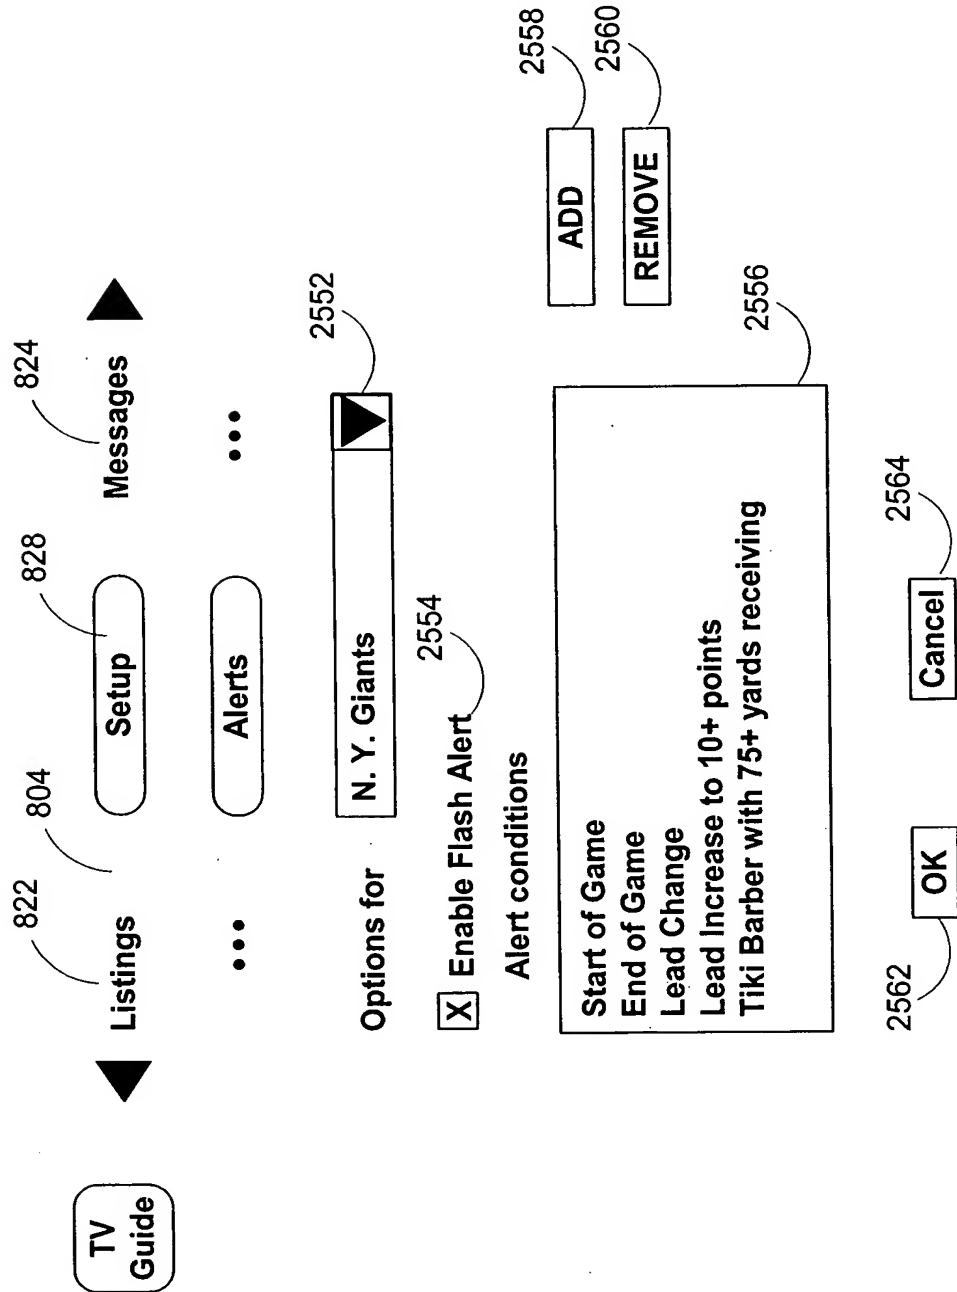 822
804
828
824
TV
Guide
Listings
Setup
Messages
•••
Alerts
•••
Options for
N. Y. Giants
2552
X Enable Flash Alert
2554
Alert conditions
Start of Game
End of Game
Lead Change
Lead Increase to 10+ points
Tiki Barber with 75+ yards receiving
2556
ADD
2558
REMOVE
2560
2562
OK
Cancel
2564